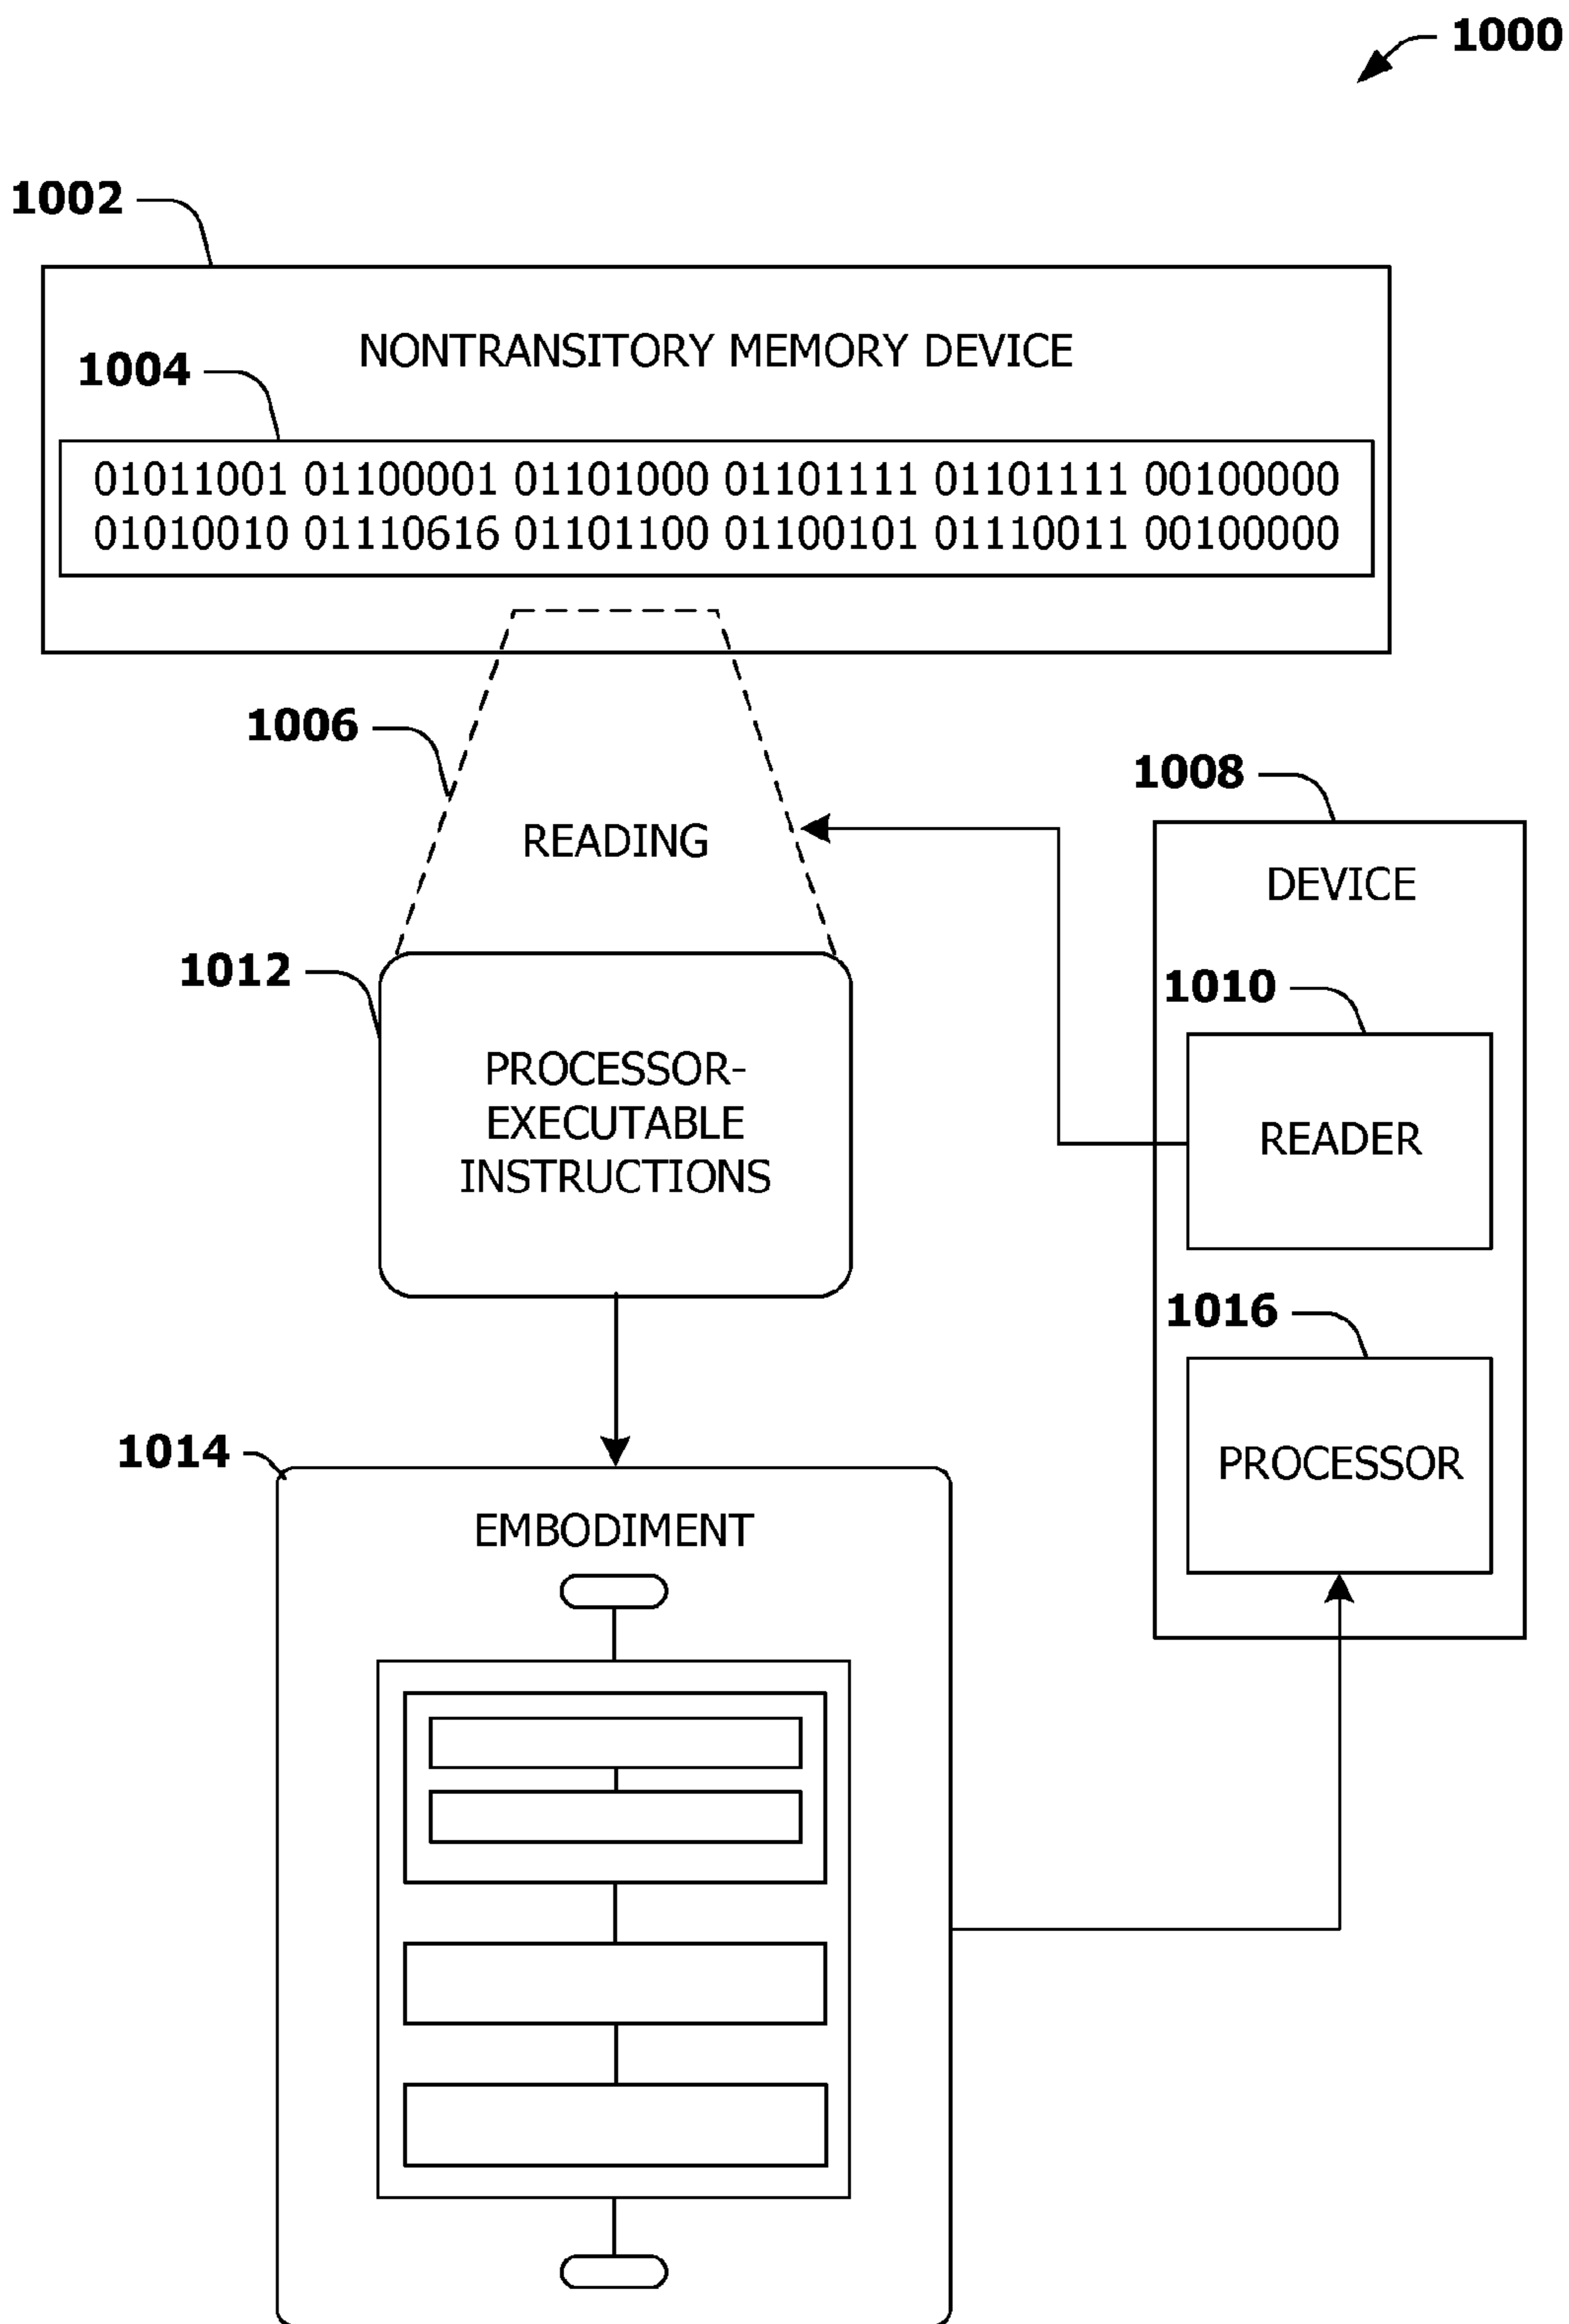 1000
1002
NONTRANSITORY MEMORY DEVICE
1004
01011001 01100001 01101000 01101111 01101111 00100000
01010010 01110616 01101100 01100101 01110011 00100000
1006
READING
1008
DEVICE
1010
READER
1012
PROCESSOR-
EXECUTABLE
INSTRUCTIONS
1016
PROCESSOR
1014
EMBODIMENT